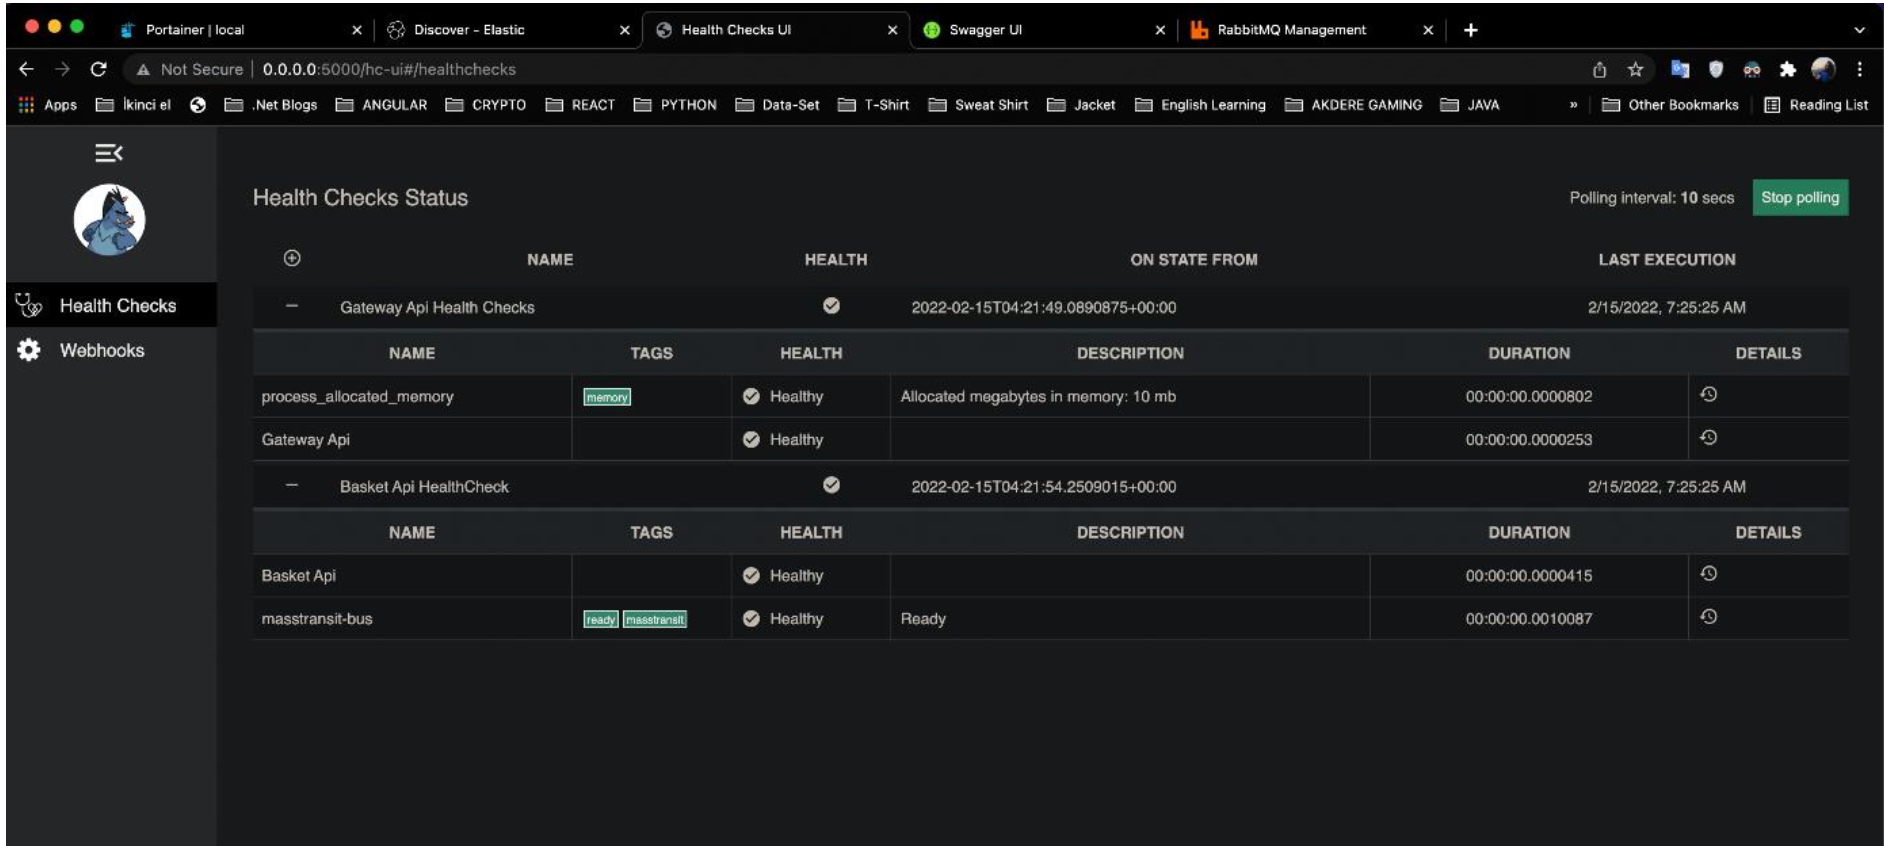 Portainer | local
Discover - Elastic
Health Checks UI
Swagger UI
RabbitMQ Management
Not Secure | 0.0.0.0:5000/hc-ui#/healthchecks
Apps İkinci el .Net Blogs ANGULAR CRYPTO REACT PYTHON Data-Set T-Shirt Sweat Shirt Jacket English Learning AKDERE GAMING JAVA » Other Bookmarks Reading List
Health Checks
Webhooks
Health Checks Status
Polling interval: 10 secs Stop polling
NAME HEALTH ON STATE FROM LAST EXECUTION
Gateway Api Health Checks 2022-02-15T04:21:49.0890875+00:00 2/15/2022, 7:25:25 AM
NAME TAGS HEALTH DESCRIPTION DURATION DETAILS
process_allocated_memory memory Healthy Allocated megabytes in memory: 10 mb 00:00:00.0000802
Gateway Api Healthy 00:00:00.0000253
Basket Api HealthCheck 2022-02-15T04:21:54.2509015+00:00 2/15/2022, 7:25:25 AM
NAME TAGS HEALTH DESCRIPTION DURATION DETAILS
Basket Api Healthy 00:00:00.0000415
masstransit-bus ready masstransit Healthy Ready 00:00:00.0010087